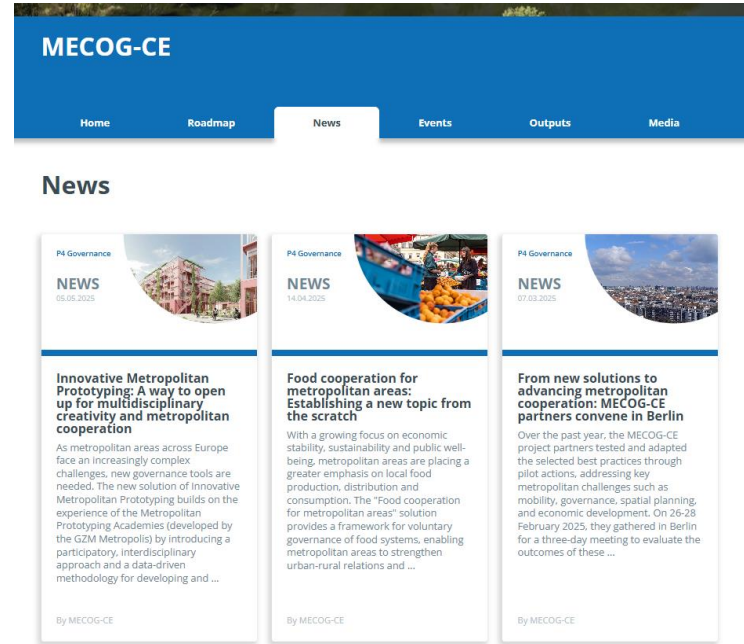 MECOG-CE
Home Roadmap News Events Outputs Media
News
P4 Governance
NEWS
05.05.2025
Innovative Metropolitan
Prototyping: A way to open
up for multidisciplinary
creativity and metropolitan
cooperation
As metropolitan areas across Europe
face an increasingly complex
challenges, new governance tools are
needed. The new solution of Innovative
Metropolitan Prototyping builds on the
experience of the Metropolitan
Prototyping Academies (developed by
the GZM Metropolis) by introducing a
participatory, interdisciplinary
approach and a data-driven
methodology for developing and ...
By MECOG-CE
P4 Governance
NEWS
14.04.2025
Food cooperation for
metropolitan areas:
Establishing a new topic from
the scratch
With a growing focus on economic
stability, sustainability and public well-
being, metropolitan areas are placing a
greater emphasis on local food
production, distribution and
consumption. The "Food cooperation
for metropolitan areas" solution
provides a framework for voluntary
governance of food systems, enabling
metropolitan areas to strengthen
urban-rural relations and ...
By MECOG-CE
P4 Governance
NEWS
07.03.2025
From new solutions to
advancing metropolitan
cooperation: MECOG-CE
partners convene in Berlin
Over the past year, the MECOG-CE
project partners tested and adapted
the selected best practices through
pilot actions, addressing key
metropolitan challenges such as
mobility, governance, spatial planning,
and economic development. On 26-28
February 2025, they gathered in Berlin
for a three-day meeting to evaluate the
outcomes of these ...
By MECOG-CE